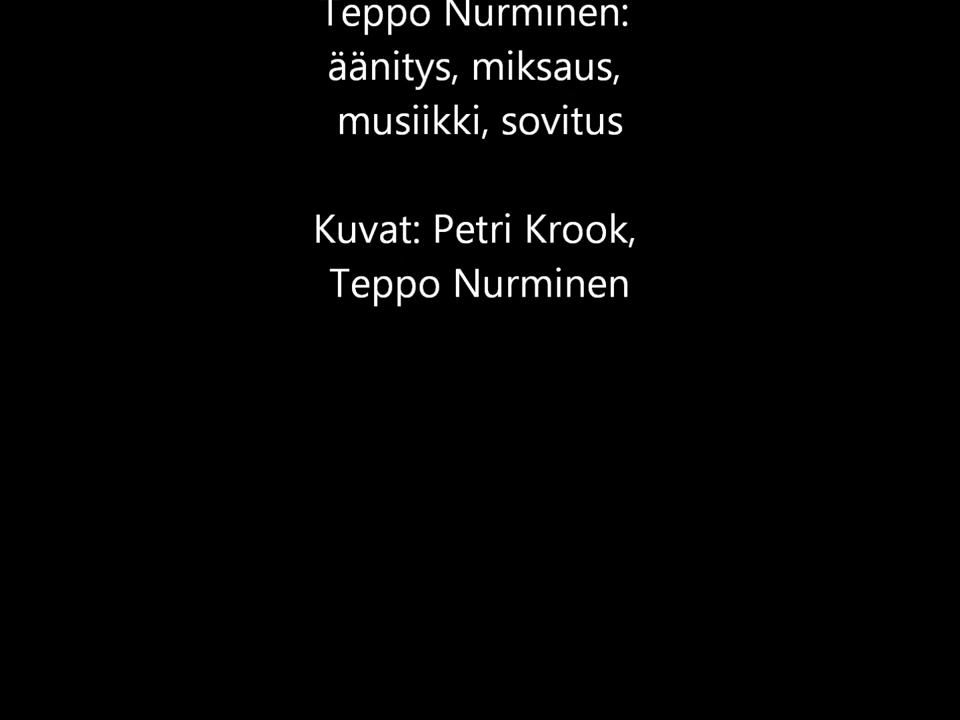 Teppo Nurminen:
äänitys, miksaus,
musiikki, sovitus
Kuvat: Petri Krook,
Teppo Nurminen